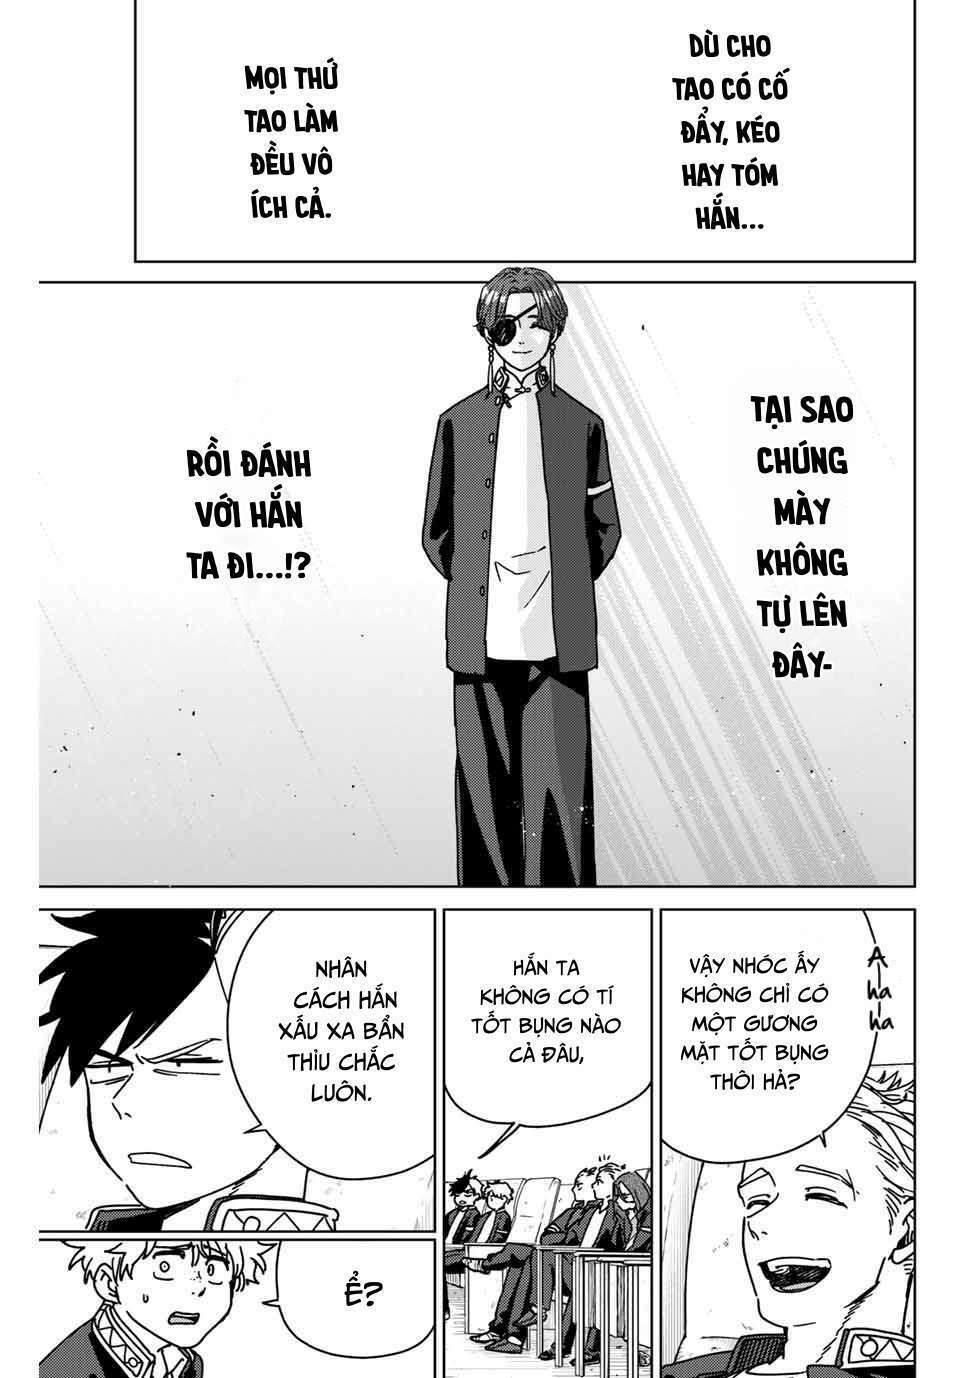 DÙ CHO
TAO CÓ CỐ
ĐẨY, KÉO
HAY TÓM
HẮN...
MỌI THỨ
TAO LÀM
ĐỀU VÔ
ÍCH CẢ.
TẠI SAO
CHÚNG
MÀY
KHÔNG
TỰ LÊN
ĐÂY-
RỒI ĐÁNH
VỚI HẮN
TA ĐI...!?
A
ha
ha
VẬY NHÓC ẤY
KHÔNG CHỈ CÓ
MỘT GƯƠNG
MẶT TỐT BỤNG
THÔI HẢ?
HẮN TA
KHÔNG CÓ TÍ
TỐT BỤNG NÀO
CẢ ĐÂU,
NHÂN
CÁCH HẮN
XẤU XA BẨN
THỈU CHẮC
LUÔN.
Ể?